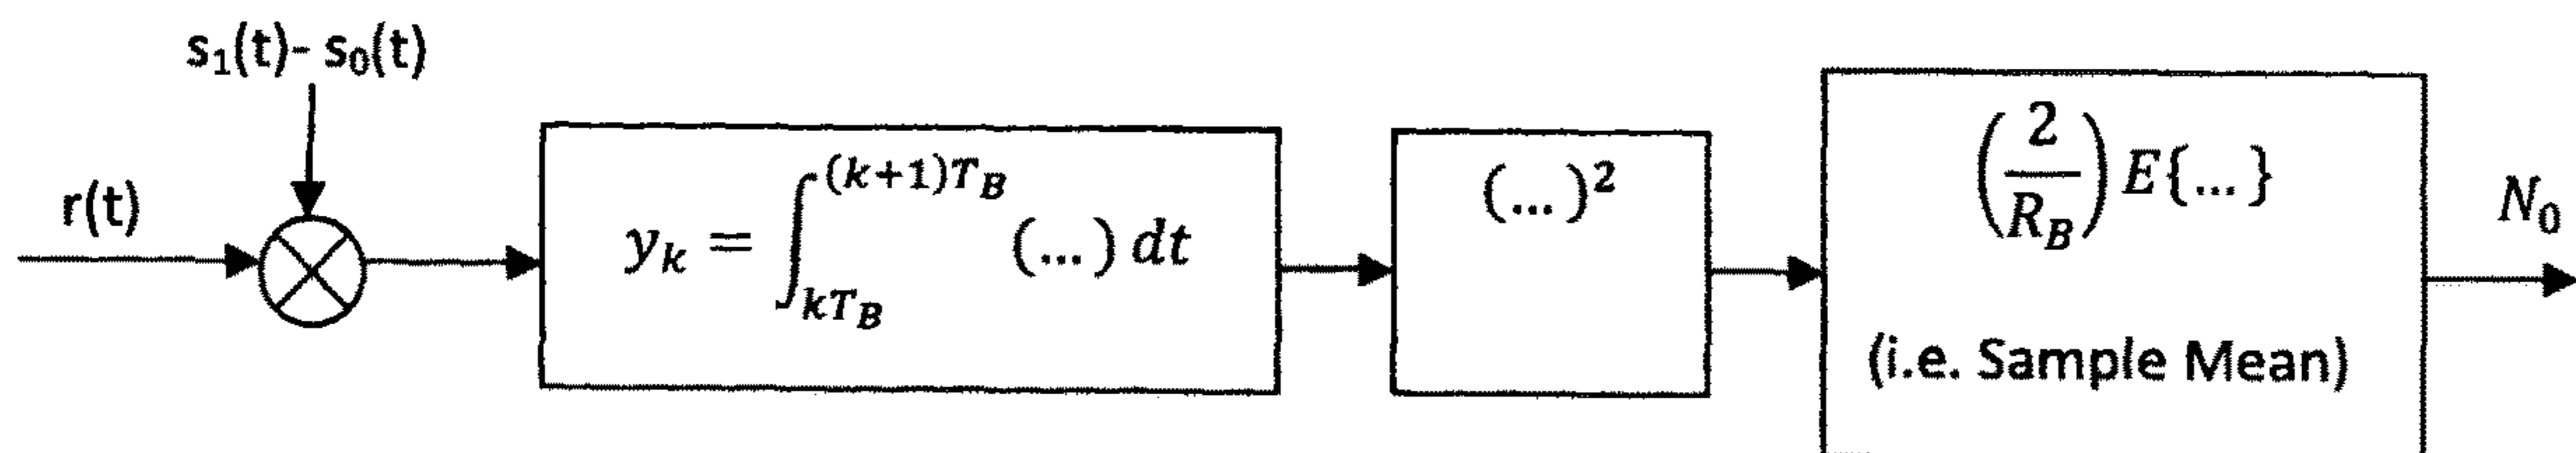 s₁(t)- s₀(t)
r(t)
y_k = ∫_{kT_B}^{(k+1)T_B} (...) dt
(...)²
(2/R_B) E{...}
(i.e. Sample Mean)
N₀